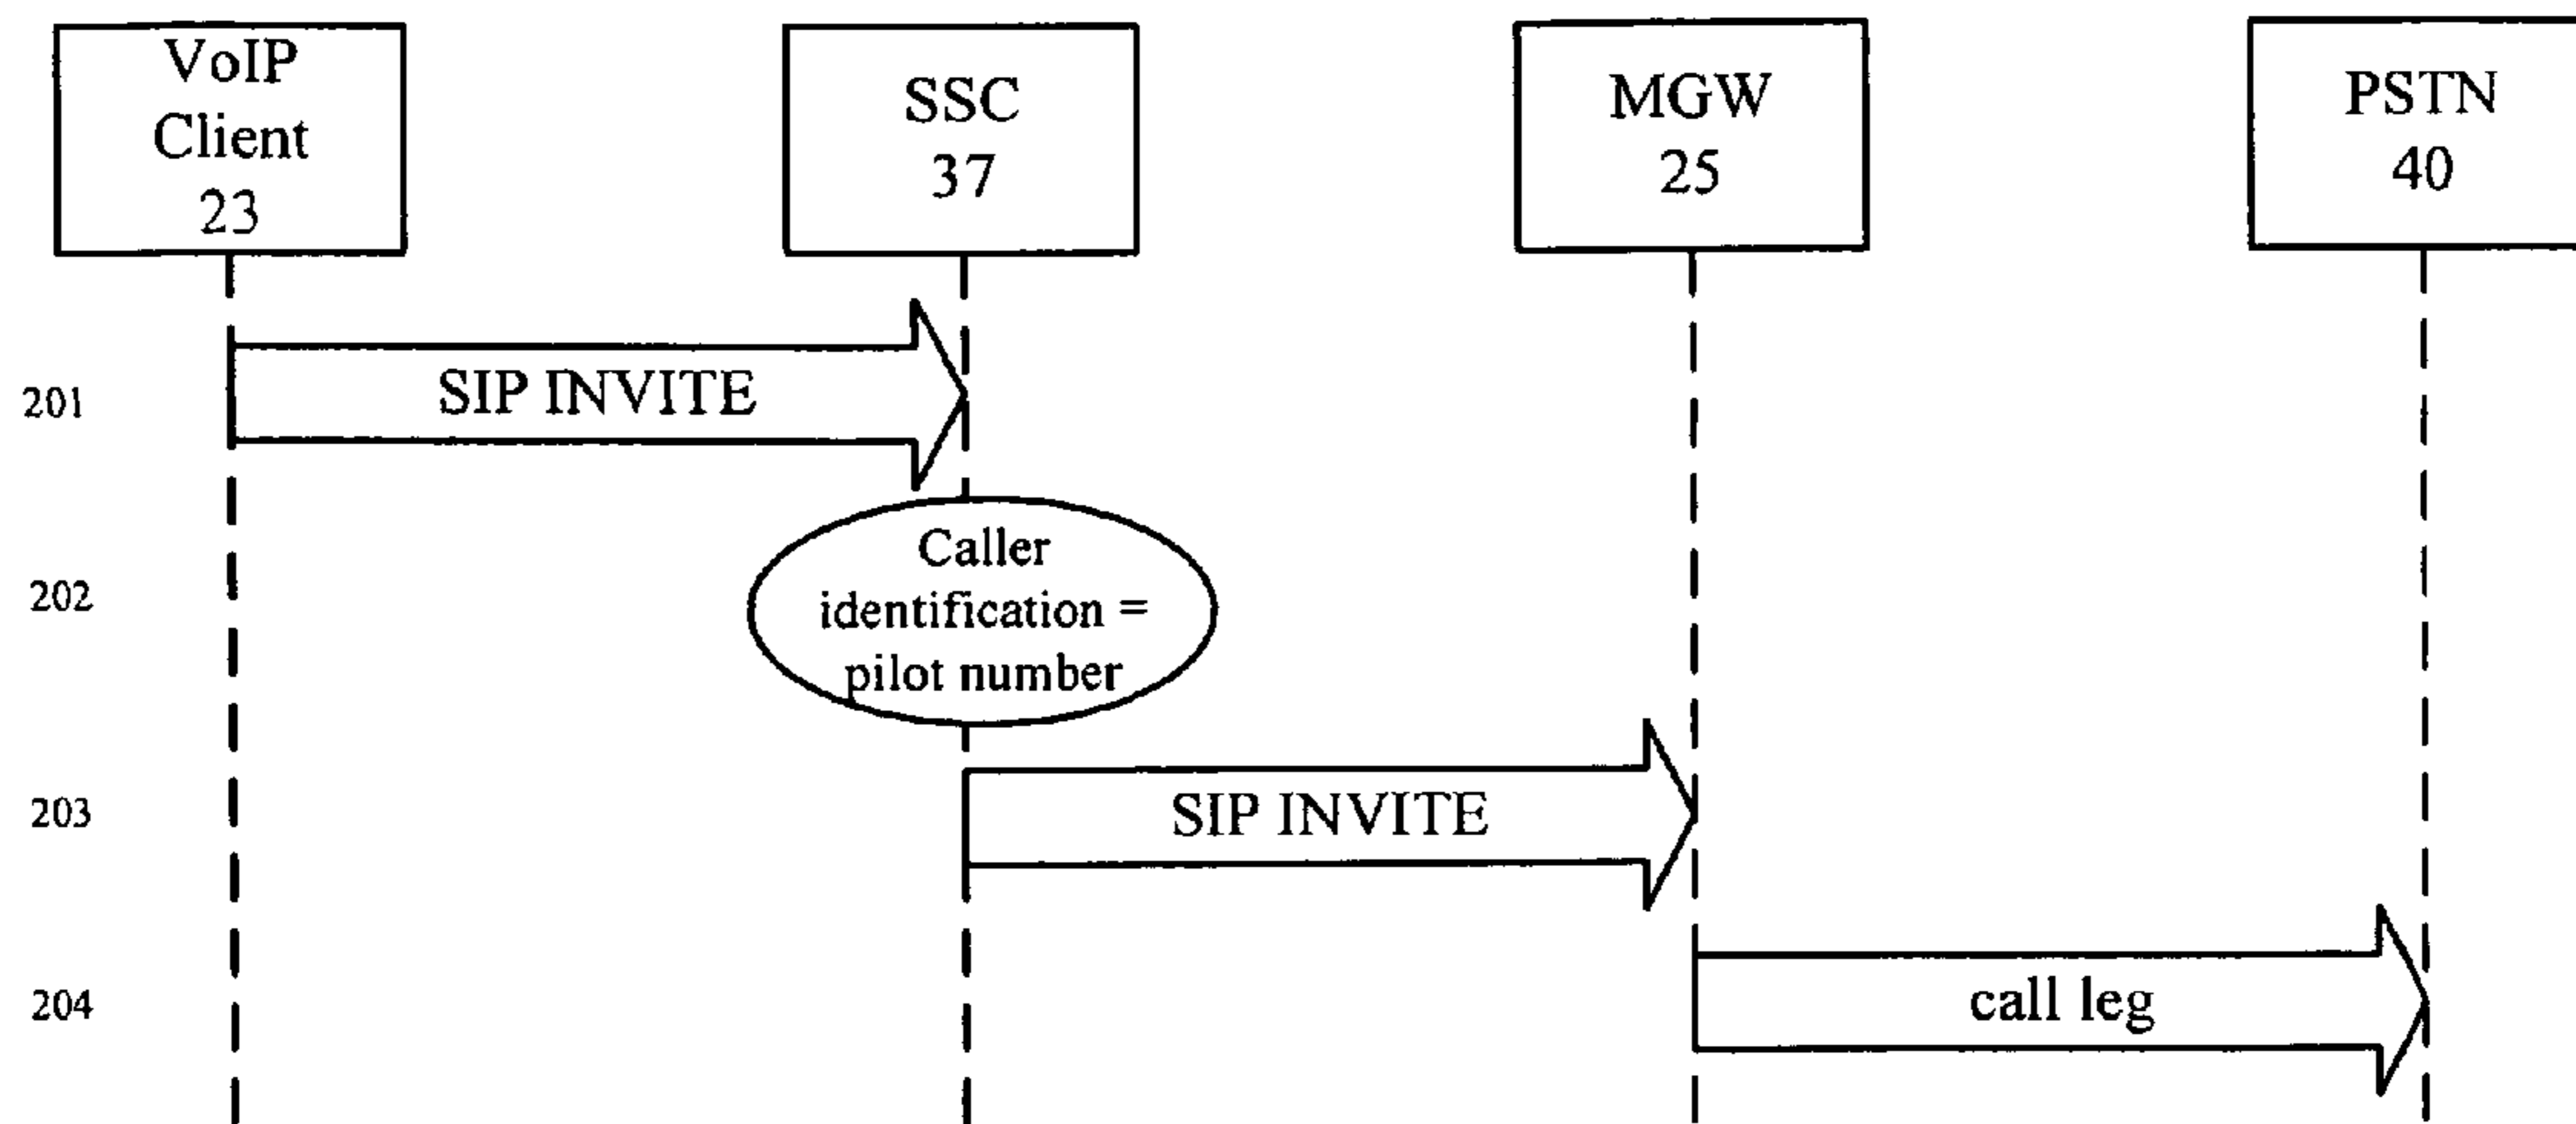 VoIP
Client
23
SSC
37
MGW
25
PSTN
40
201
SIP INVITE
202
Caller
identification =
pilot number
203
SIP INVITE
204
call leg